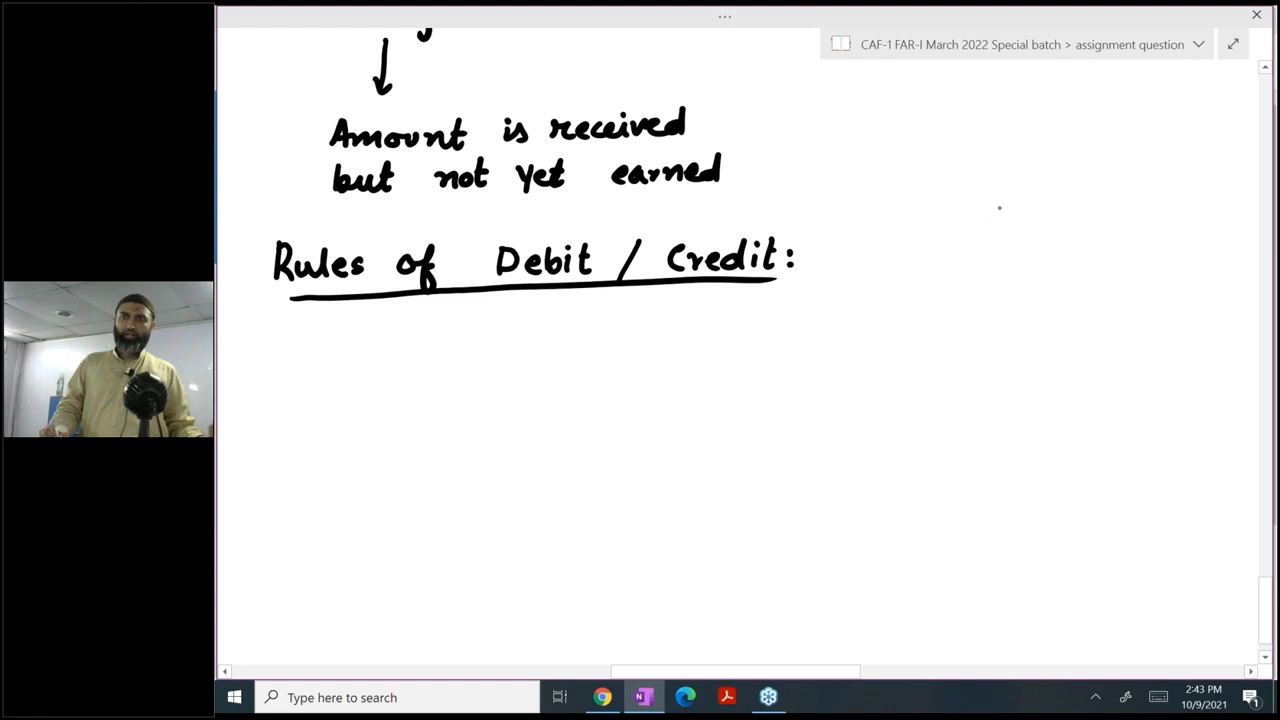 CAF-1 FAR-I March 2022 Special batch > assignment question
Amount is received
but not yet earned
Rules of Debit / Credit:
Type here to search
2:43 PM
10/9/2021
1